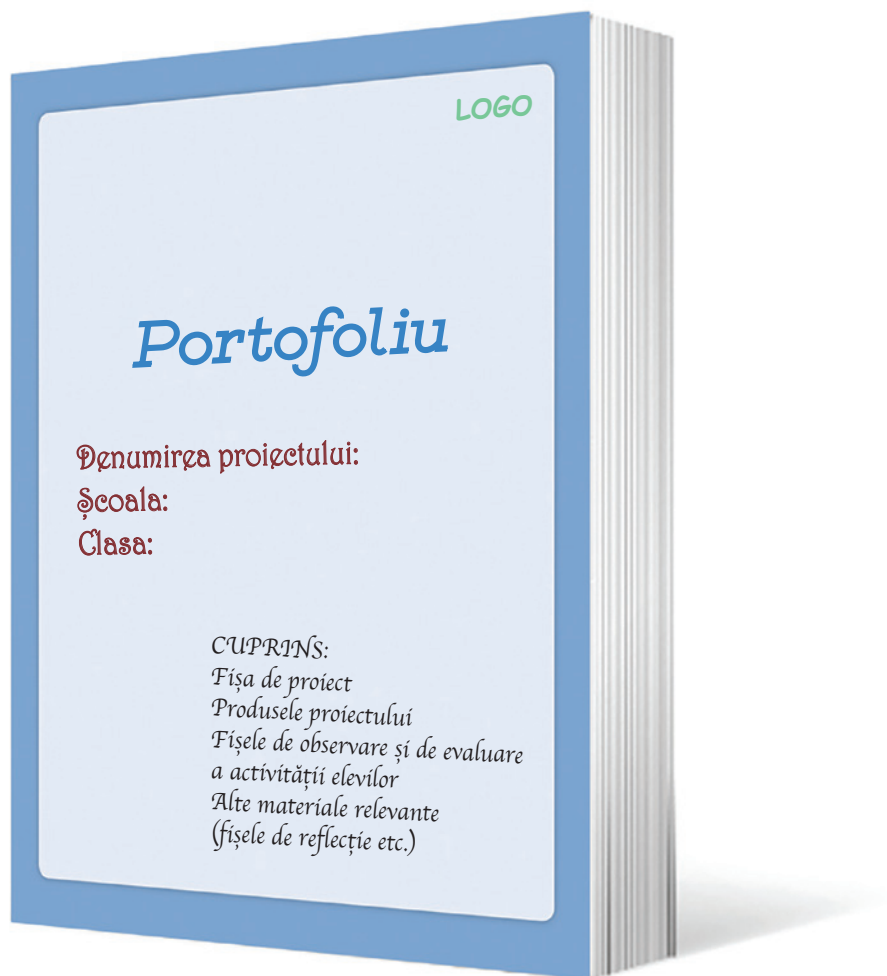 LOGO
Portofoliu
Denumirea proiectului:
Școala:
Clasa:
CUPRINS:
Fișa de proiect
Produsele proiectului
Fișele de observare și de evaluare
a activității elevilor
Alte materiale relevante
(fișele de reflecție etc.)